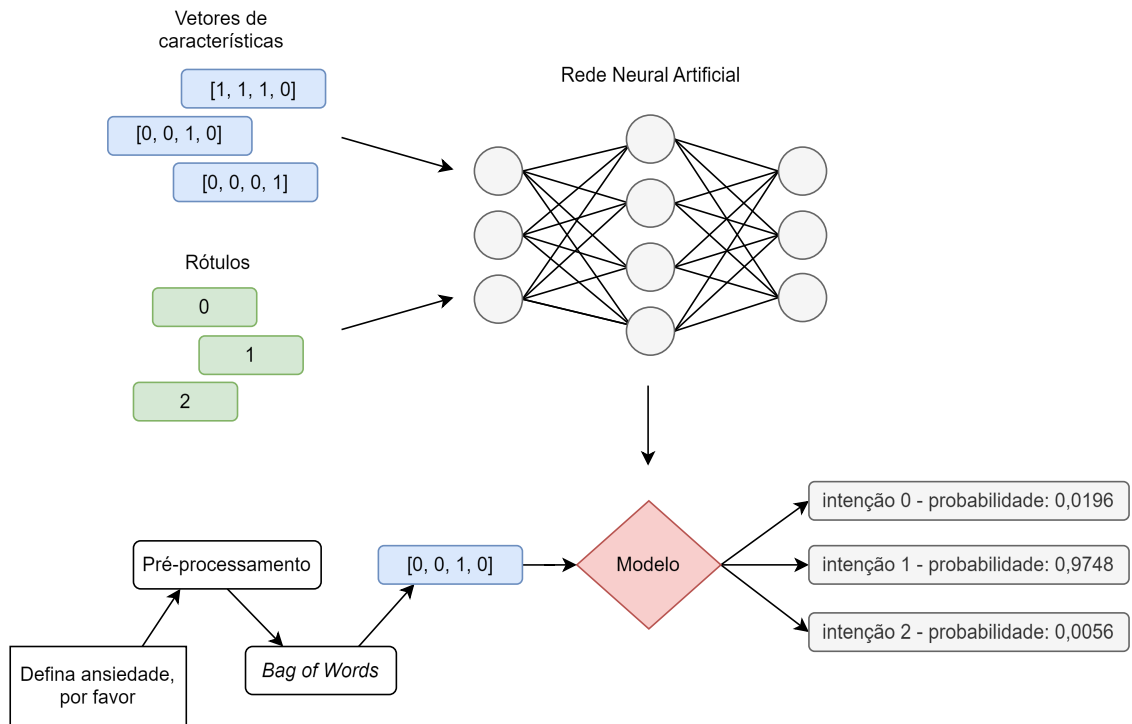 Vetores de
características
[1, 1, 1, 0]
[0, 0, 1, 0]
[0, 0, 0, 1]
Rótulos
0
1
2
Rede Neural Artificial
Defina ansiedade,
por favor
Pré-processamento
Bag of Words
[0, 0, 1, 0]
Modelo
intenção 0 - probabilidade: 0,0196
intenção 1 - probabilidade: 0,9748
intenção 2 - probabilidade: 0,0056